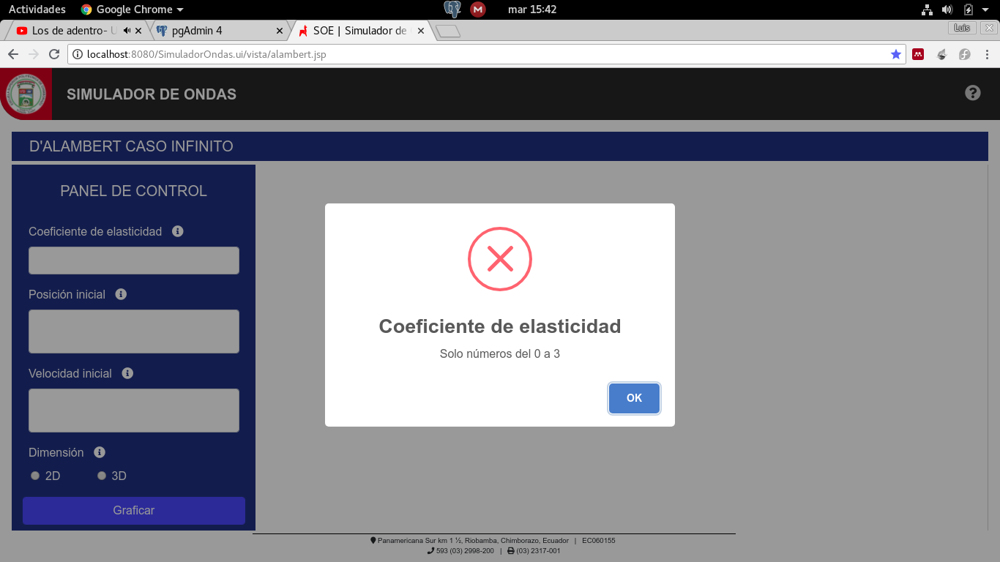 Actividades Google Chrome mar 15:42
Los de adentro- U pgAdmin 4 SOE | Simulador de Luis
localhost:8080/SimuladorOndas.ui/vista/alambert.jsp
SIMULADOR DE ONDAS
D'ALAMBERT CASO INFINITO
PANEL DE CONTROL
Coeficiente de elasticidad
Posición inicial
Velocidad inicial
Dimensión
2D 3D
Graficar
Coeficiente de elasticidad
Solo números del 0 a 3
OK
Panamericana Sur km 1 ½, Riobamba, Chimborazo, Ecuador | EC060155
593 (03) 2998-200 | (03) 2317-001